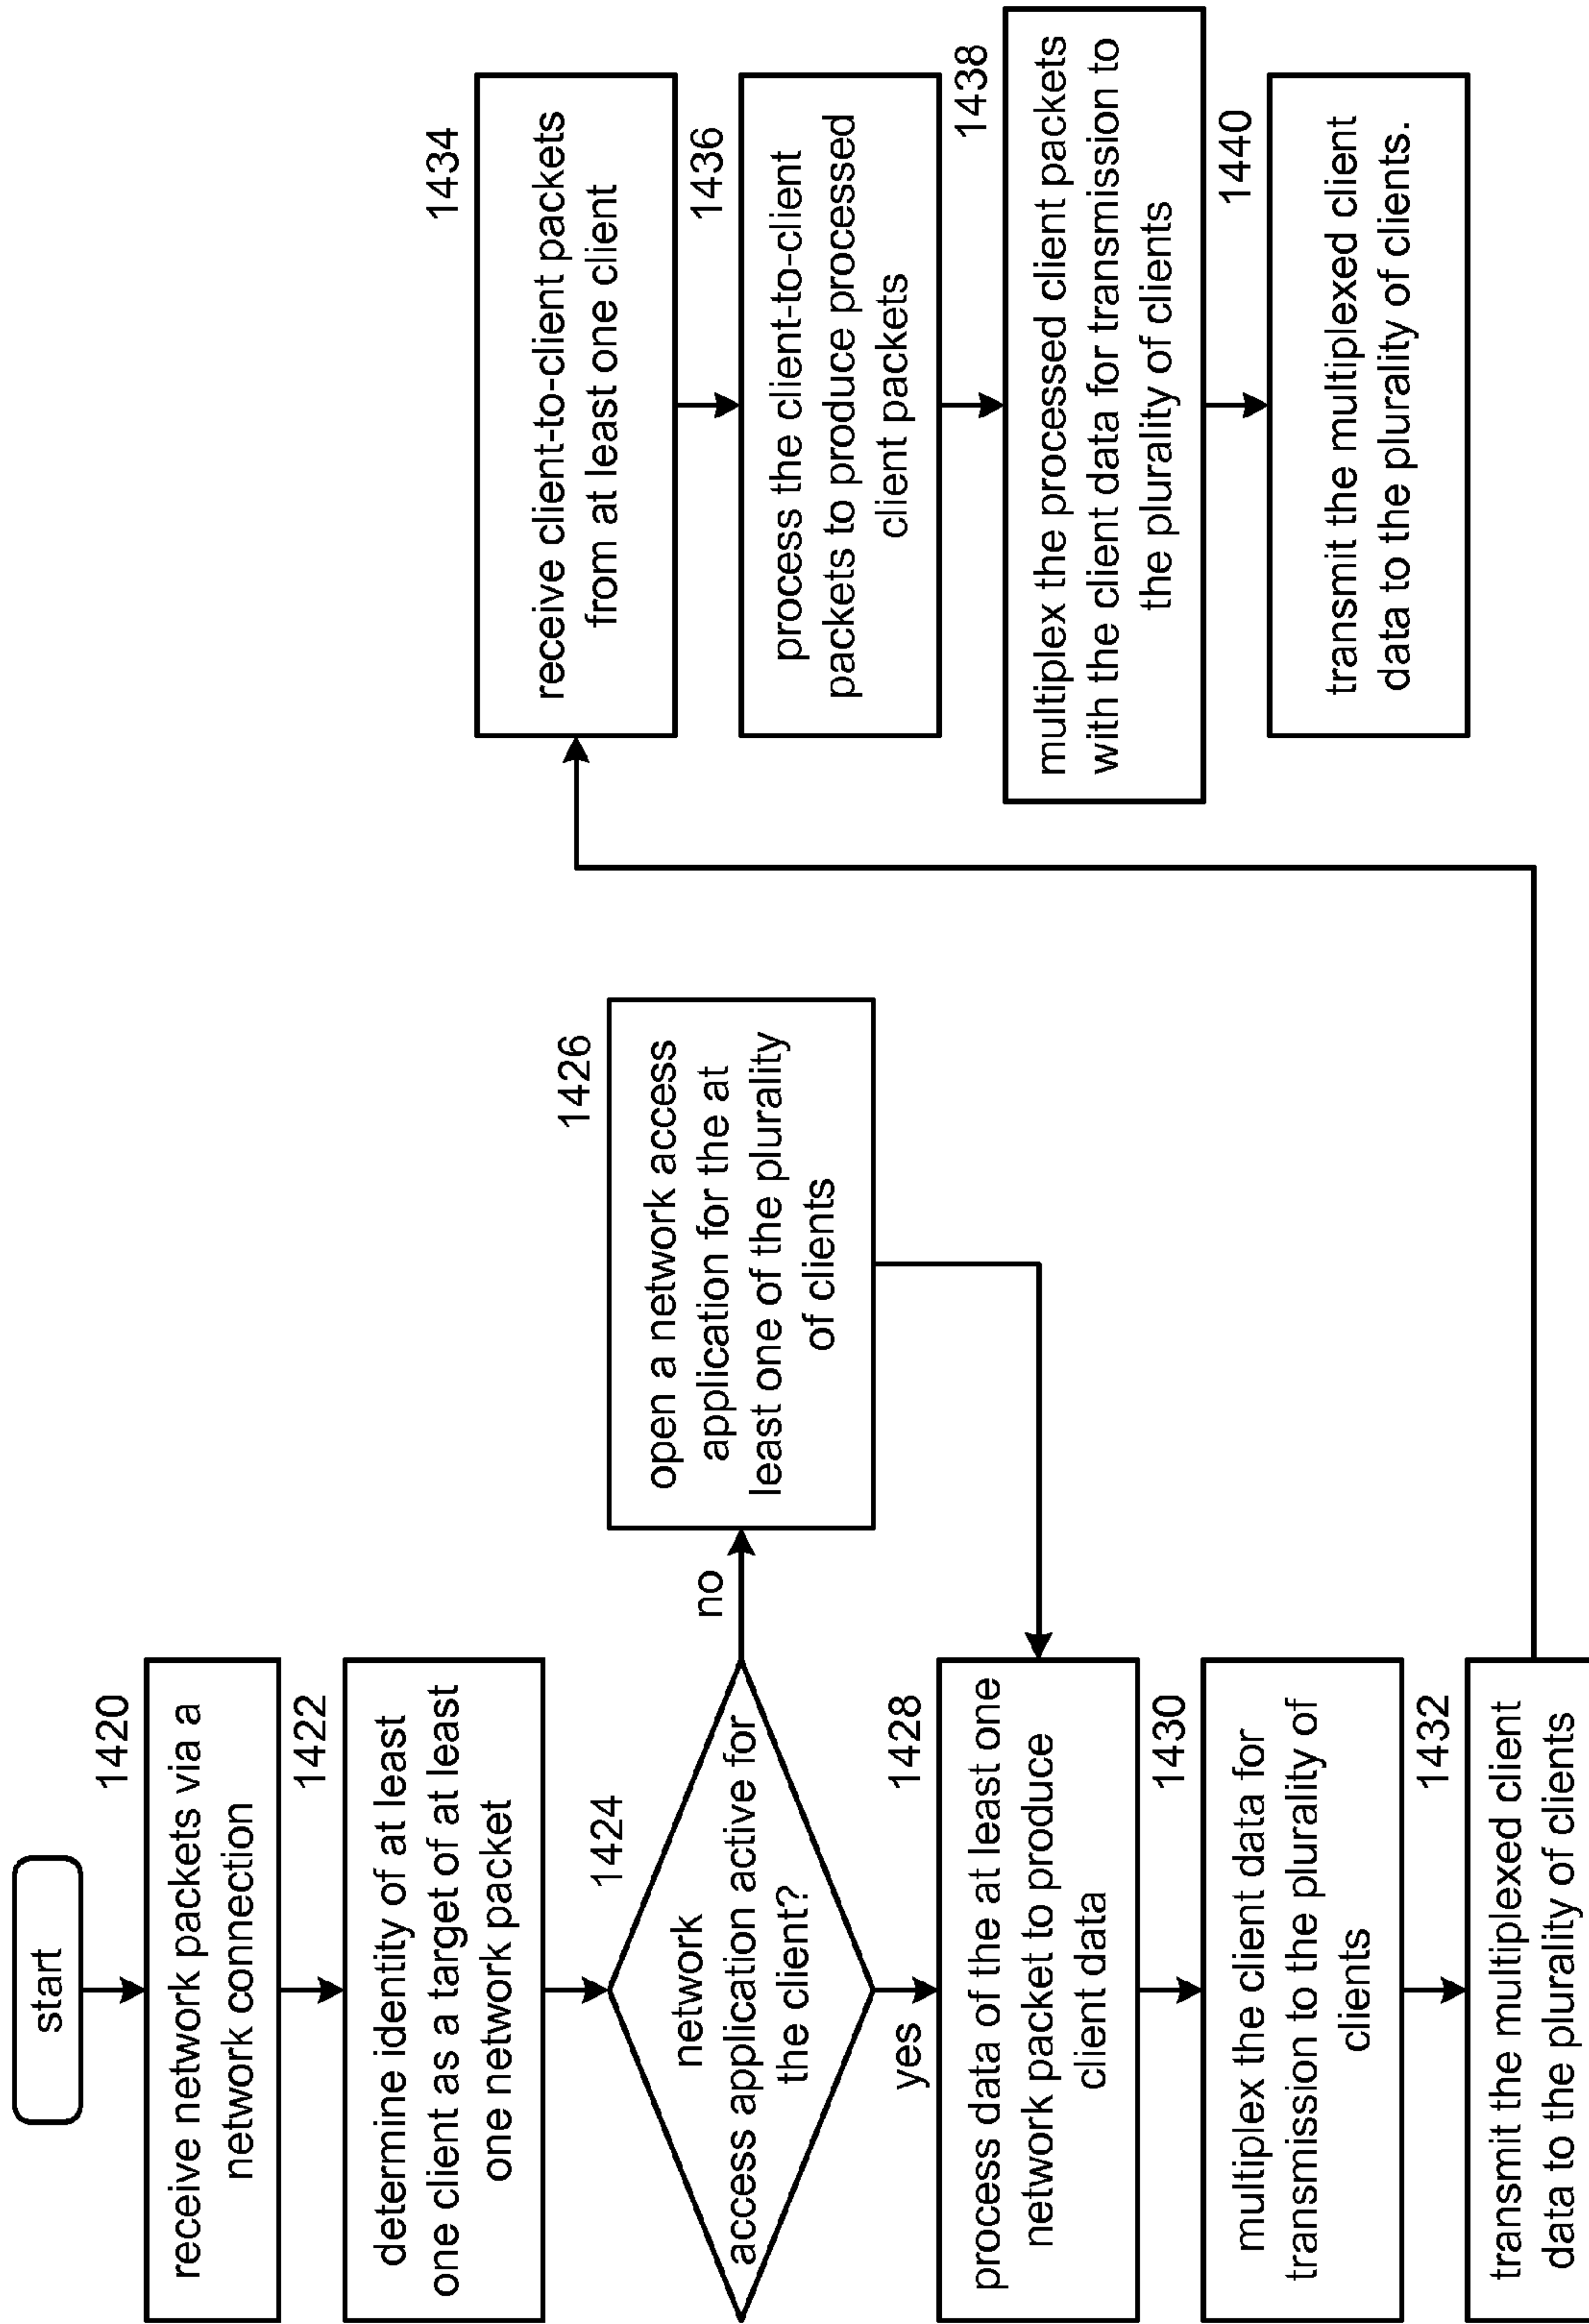 start
1420
receive network packets via a
network connection
1422
determine identity of at least
one client as a target of at least
one network packet
1424
network
access application active for
the client?
no
yes
1426
open a network access
application for the at
least one of the plurality
of clients
1428
process data of the at least one
network packet to produce
client data
1430
multiplex the client data for
transmission to the plurality of
clients
1432
transmit the multiplexed client
data to the plurality of clients
1434
receive client-to-client packets
from at least one client
1436
process the client-to-client
packets to produce processed
client packets
1438
multiplex the processed client packets
with the client data for transmission to
the plurality of clients
1440
transmit the multiplexed client
data to the plurality of clients.